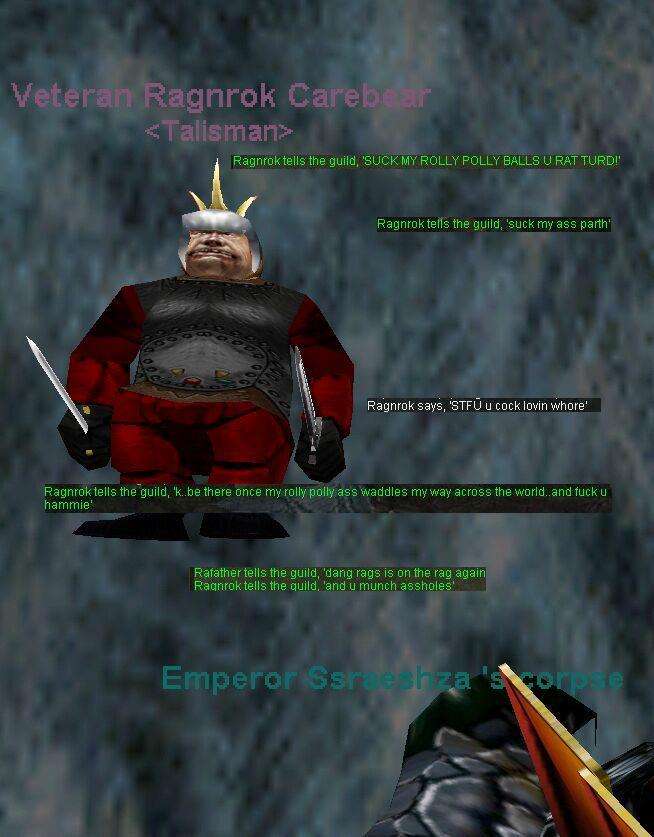 Veteran Ragnrok Carebear
<Talisman>
Ragnrok tells the guild, 'SUCK MY ROLLY POLLY BALLS U RAT TURD!'
Ragnrok tells the guild, 'suck my ass parth'
Ragnrok says, 'STFU u cock lovin whore'
Ragnrok tells the guild, 'k..be there once my rolly polly ass waddles my way across the world..and fuck u
hammie'
Rafather tells the guild, 'dang rags is on the rag again
Ragnrok tells the guild, 'and u munch assholes'
Emperor Ssraeshza 's corpse